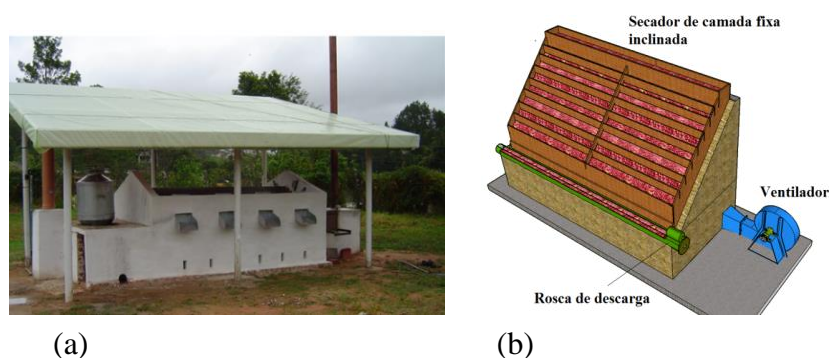 Secador de camada fixa
inclinada
Ventilador
Rosca de descarga
(a)
(b)